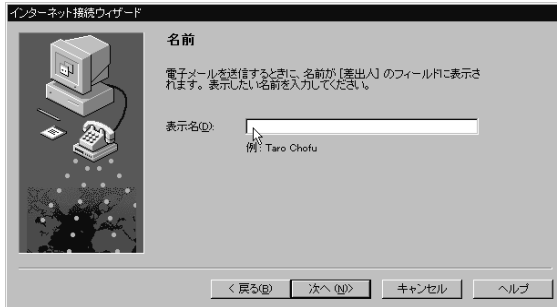 インターネット接続ウィザード
名前
電子メールを送信するときに、名前が [差出人] のフィールドに表示さ
れます。表示したい名前を入力してください。
表示名(D):
例: Taro Chofu
< 戻る(B) 次へ (N)> キャンセル ヘルプ